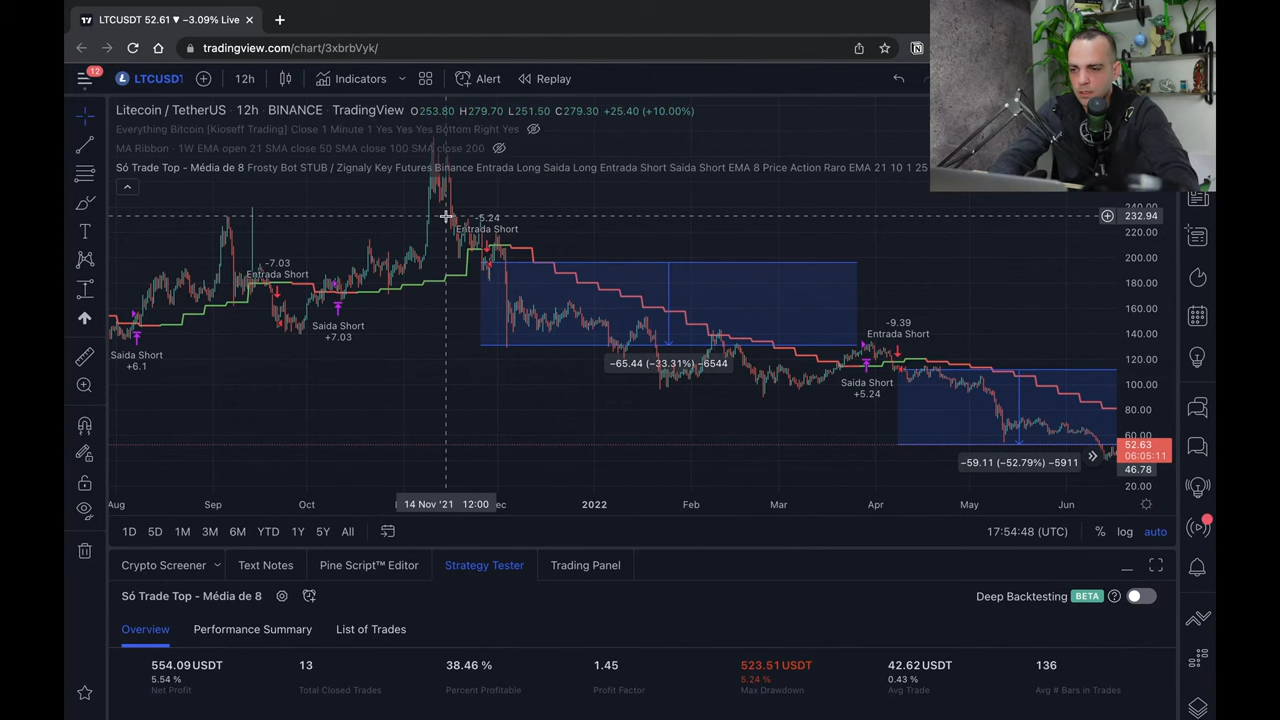 LTCUSDT 52.61 ▼ −3.09% Live
tradingview.com/chart/3xbrbVyk/
12
LTCUSDT
12h
Indicators
Alert
Replay
Litecoin / TetherUS · 12h · BINANCE · TradingView O253.80 H279.70 L251.50 C279.30 +25.40 (+10.00%)
Everything Bitcoin [Kioseff Trading] Close 1 Minute 1 Yes Yes Yes Bottom Right Yes
MA Ribbon · 1W EMA open 21 SMA close 50 SMA close 100 SMA close 200
Só Trade Top - Média de 8 Frosty Bot STUB / Zignaly Key Futures Binance Entrada Long Saida Long Entrada Short Saida Short EMA 8 Price Action Raro EMA 21 10 1 25
240.00
232.94
220.00
200.00
180.00
160.00
140.00
120.00
100.00
80.00
60.00
52.63
06:05:11
46.78
20.00
-5.24
Entrada Short
-7.03
Entrada Short
Saida Short
+7.03
Saida Short
+6.1
−65.44 (−33.31%) −6544
-9.39
Entrada Short
Saida Short
+5.24
−59.11 (−52.79%) −5911
Aug
Sep
Oct
14 Nov '21 12:00
2022
Feb
Mar
Apr
May
Jun
1D 5D 1M 3M 6M YTD 1Y 5Y All
17:54:48 (UTC)
% log auto
Crypto Screener
Text Notes
Pine Script™ Editor
Strategy Tester
Trading Panel
Só Trade Top - Média de 8
Deep Backtesting BETA
Overview
Performance Summary
List of Trades
554.09 USDT
5.54 %
Net Profit
13
Total Closed Trades
38.46 %
Percent Profitable
1.45
Profit Factor
523.51 USDT
5.24 %
Max Drawdown
42.62 USDT
0.43 %
Avg Trade
136
Avg # Bars in Trades